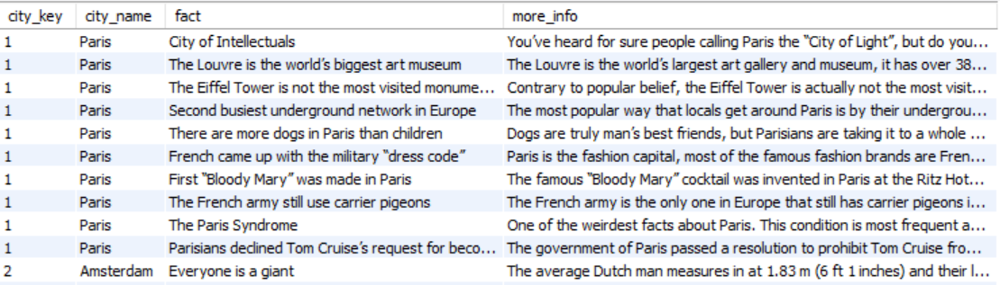 city_key city_name fact more_info
1 Paris City of Intellectuals You've heard for sure people calling Paris the “City of Light”, but do you...
1 Paris The Louvre is the world's biggest art museum The Louvre is the world's largest art gallery and museum, it has over 38...
1 Paris The Eiffel Tower is not the most visited monume... Contrary to popular belief, the Eiffel Tower is actually not the most visit...
1 Paris Second busiest underground network in Europe The most popular way that locals get around Paris is by their undergrou...
1 Paris There are more dogs in Paris than children Dogs are truly man's best friends, but Parisians are taking it to a whole ...
1 Paris French came up with the military “dress code” Paris is the fashion capital, most of the famous fashion brands are Fren...
1 Paris First “Bloody Mary” was made in Paris The famous “Bloody Mary” cocktail was invented in Paris at the Ritz Hot...
1 Paris The French army still use carrier pigeons The French army is the only one in Europe that still has carrier pigeons i...
1 Paris The Paris Syndrome One of the weirdest facts about Paris. This condition is most frequent a...
1 Paris Parisians declined Tom Cruise's request for beco... The government of Paris passed a resolution to prohibit Tom Cruise fro...
2 Amsterdam Everyone is a giant The average Dutch man measures in at 1.83 m (6 ft 1 inches) and their l...